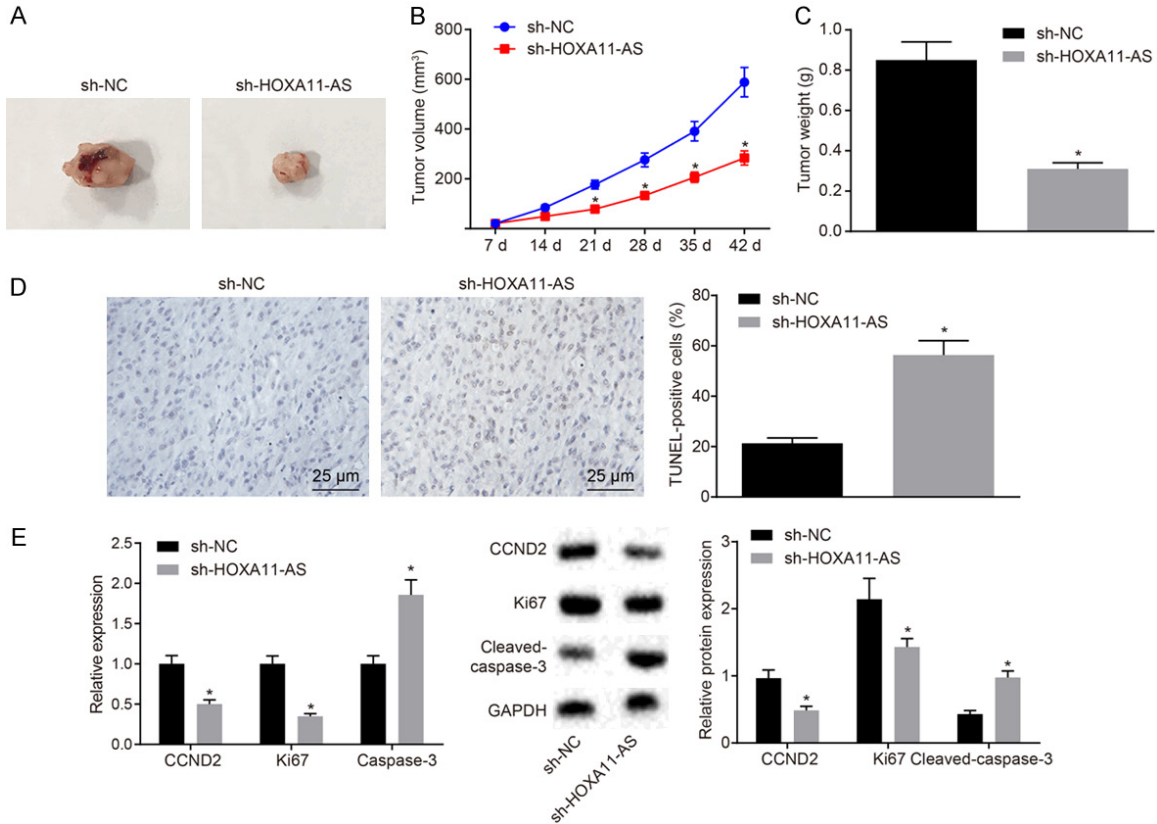 A
sh-NC
sh-HOXA11-AS
B
sh-NC
sh-HOXA11-AS
Tumor volume (mm³)
800
600
400
200
*
*
*
*
7 d
14 d
21 d
28 d
35 d
42 d
C
sh-NC
sh-HOXA11-AS
Tumor weight (g)
1.0
0.8
0.6
0.4
0.2
0.0
*
D
sh-NC
25 µm
sh-HOXA11-AS
25 µm
sh-NC
sh-HOXA11-AS
TUNEL-positive cells (%)
80
60
40
20
0
*
E
sh-NC
sh-HOXA11-AS
Relative expression
2.5
2.0
1.5
1.0
0.5
0.0
*
*
*
CCND2
Ki67
Caspase-3
CCND2
Ki67
Cleaved-
caspase-3
GAPDH
sh-NC
sh-HOXA11-AS
sh-NC
sh-HOXA11-AS
Relative protein expression
3
2
1
0
*
*
*
CCND2
Ki67
Cleaved-caspase-3